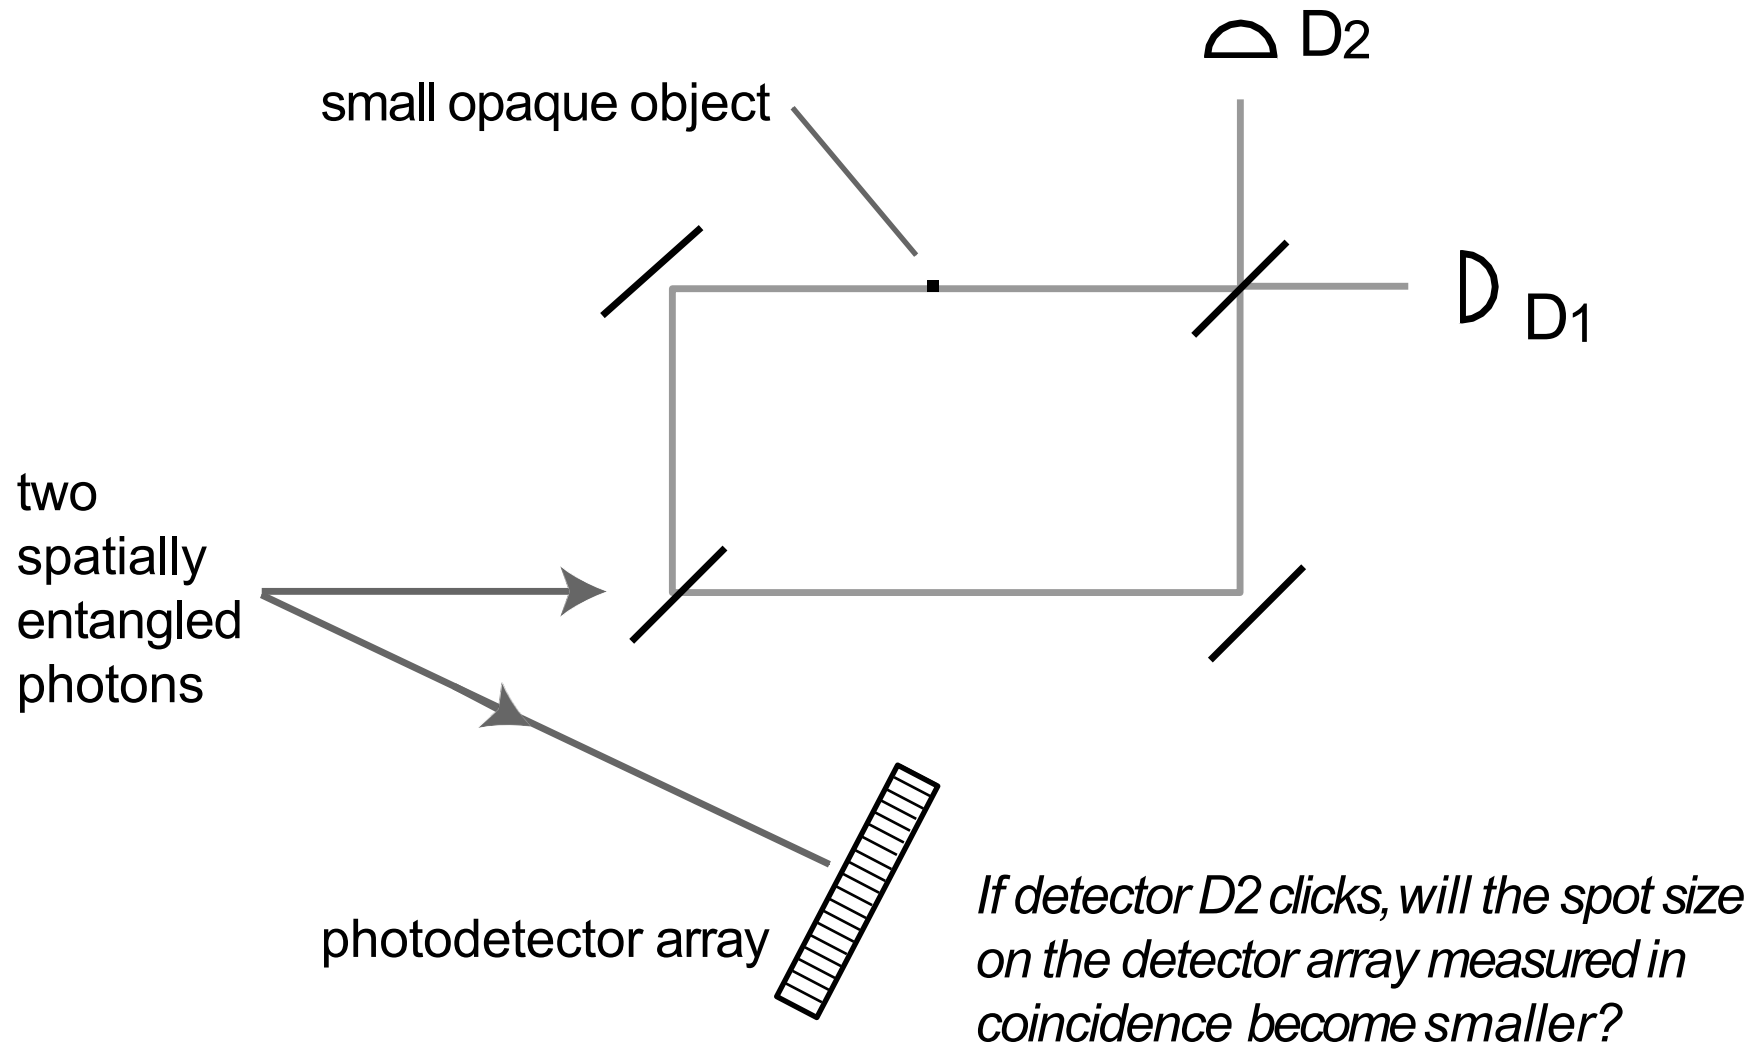 D2
small opaque object
D1
two
spatially
entangled
photons
photodetector array
If detector D2 clicks, will the spot size
on the detector array measured in
coincidence become smaller?